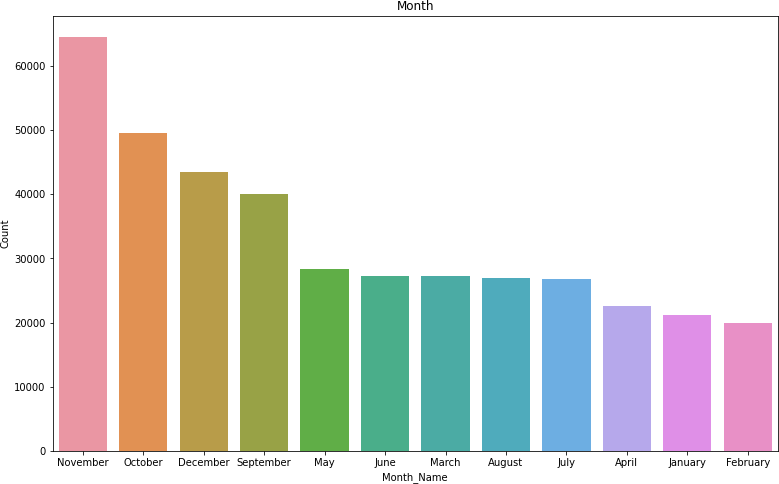 Month
60000
50000
40000
30000
20000
10000
0
Count
November October December September May June March August July April January February
Month_Name